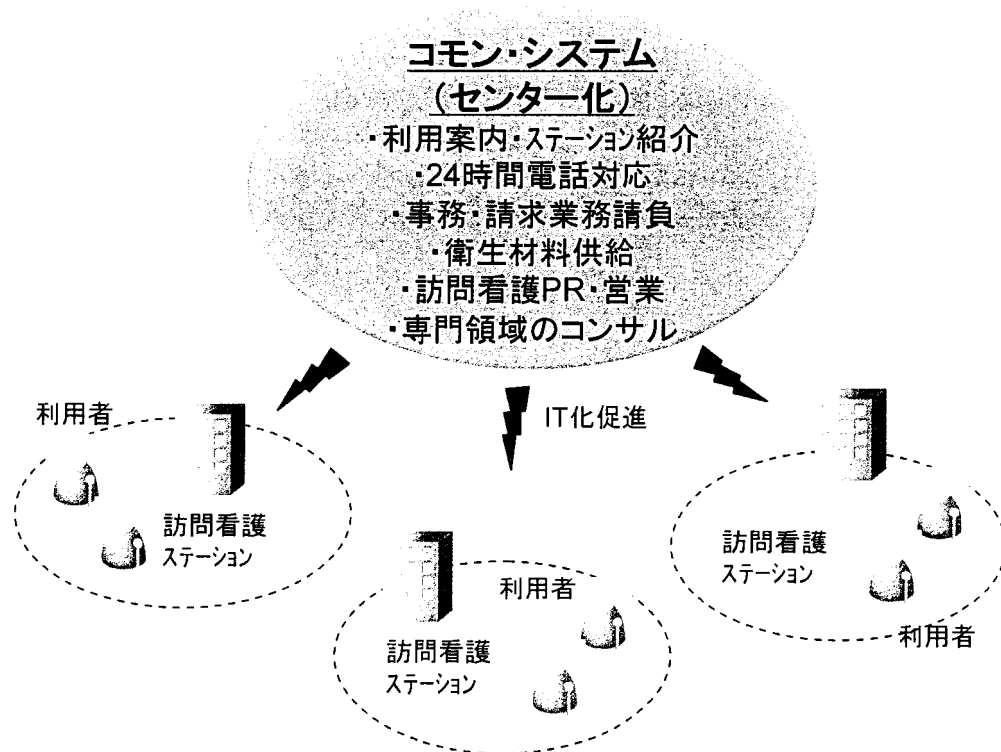 コモン・システム
(センター化)
・利用案内・ステーション紹介
・24時間電話対応
・事務・請求業務請負
・衛生材料供給
・訪問看護PR・営業
・専門領域のコンサル
利用者
IT化促進
訪問看護
ステーション
利用者
訪問看護
ステーション
訪問看護
ステーション
利用者